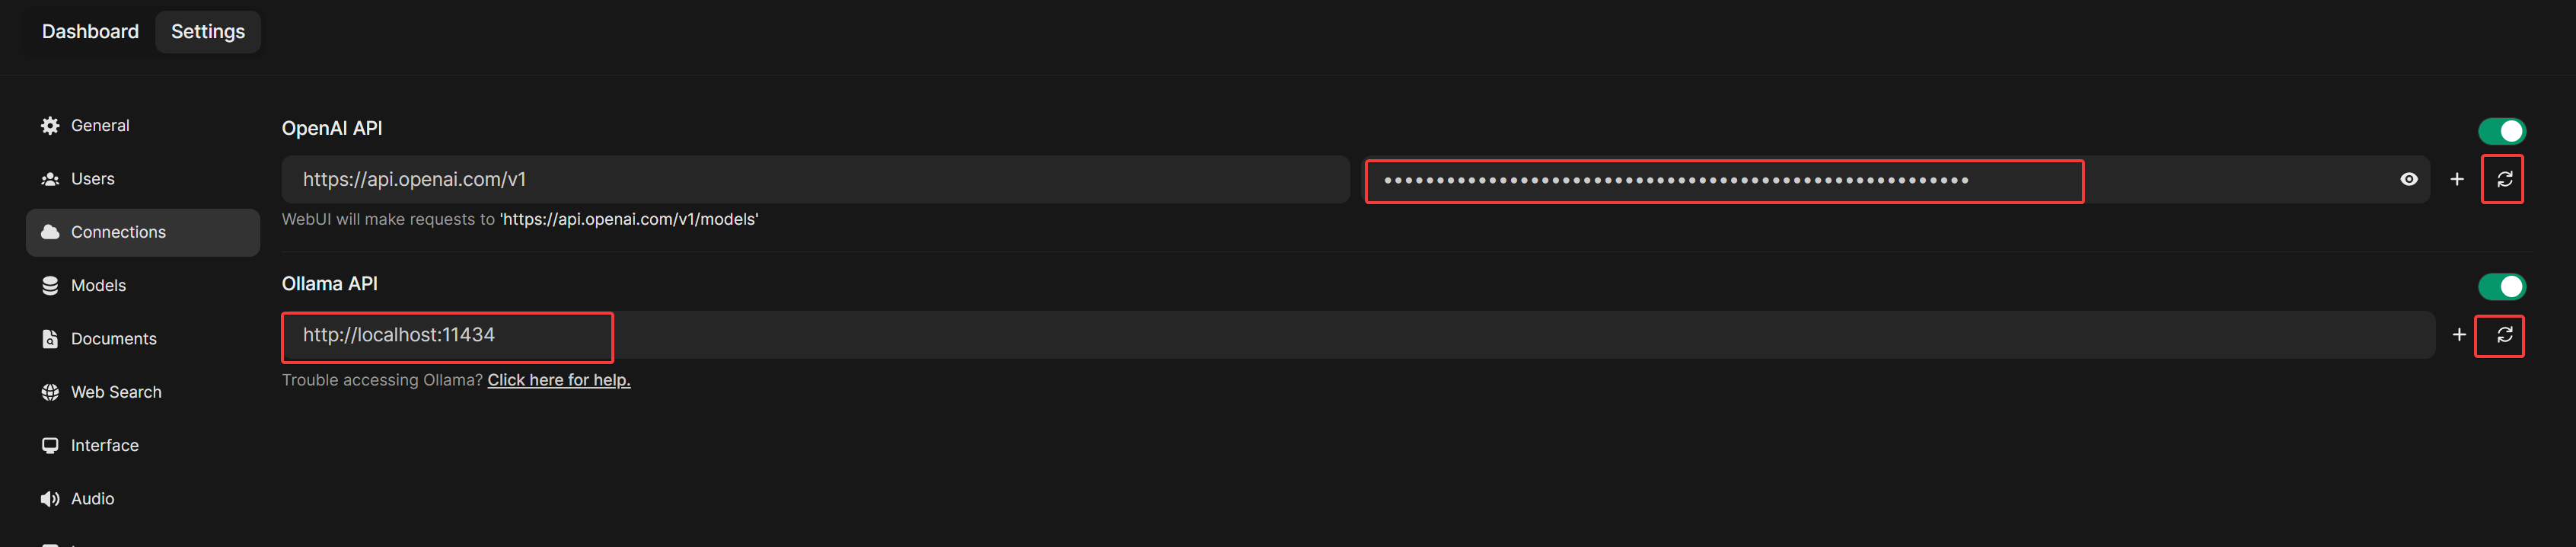 Dashboard
Settings
General
Users
Connections
Models
Documents
Web Search
Interface
Audio
OpenAI API
https://api.openai.com/v1
••••••••••••••••••••••••••••••••••••••••••••••••••••••••
WebUI will make requests to 'https://api.openai.com/v1/models'
Ollama API
http://localhost:11434
Trouble accessing Ollama? Click here for help.